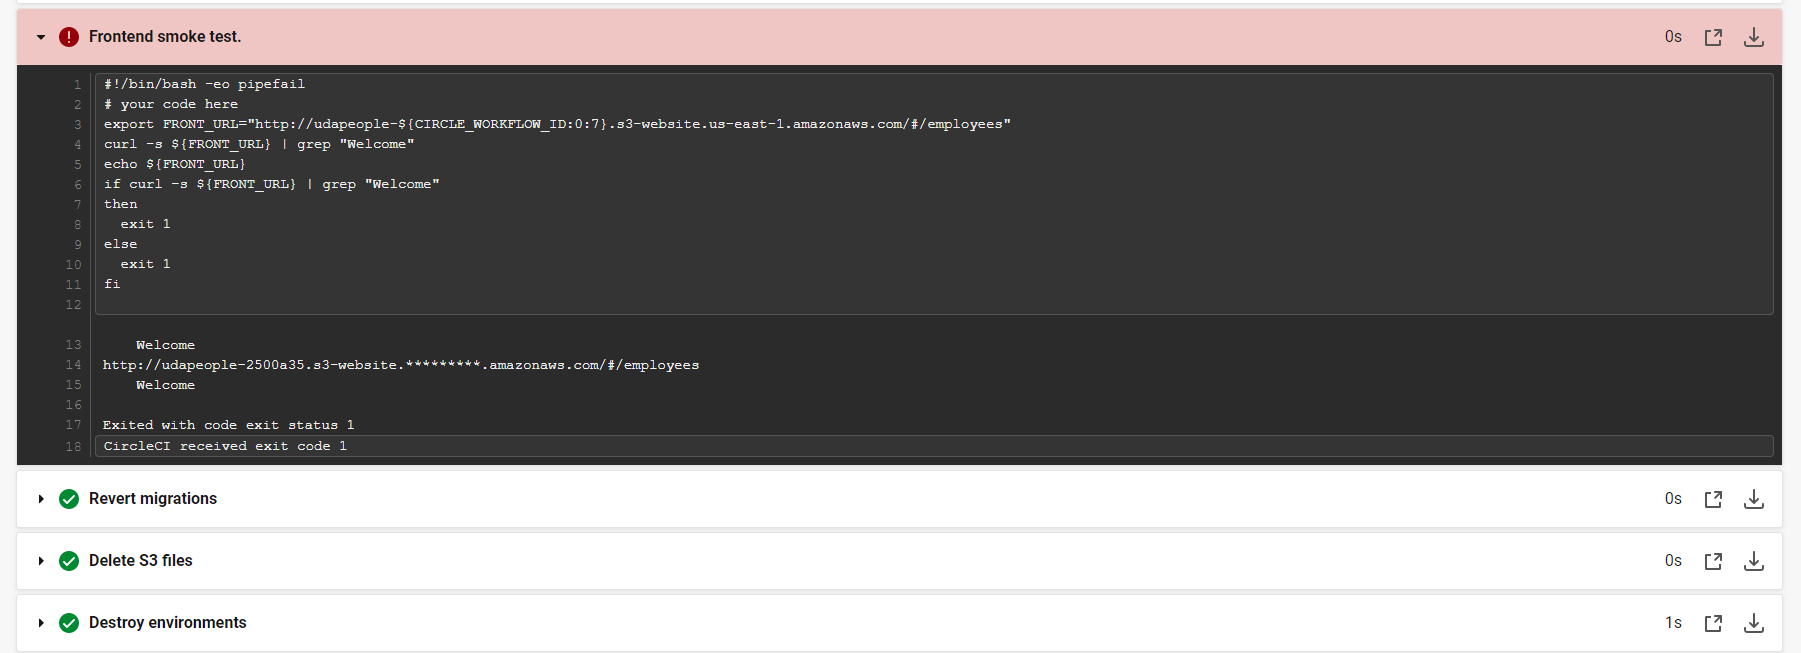 Frontend smoke test. 0s
1 #!/bin/bash -eo pipefail
2 # your code here
3 export FRONT_URL="http://udapeople-${CIRCLE_WORKFLOW_ID:0:7}.s3-website.us-east-1.amazonaws.com/#/employees"
4 curl -s ${FRONT_URL} | grep "Welcome"
5 echo ${FRONT_URL}
6 if curl -s ${FRONT_URL} | grep "Welcome"
7 then
8   exit 1
9 else
10   exit 1
11 fi
12
13     Welcome
14 http://udapeople-2500a35.s3-website.*********.amazonaws.com/#/employees
15     Welcome
16
17 Exited with code exit status 1
18 CircleCI received exit code 1
Revert migrations 0s
Delete S3 files 0s
Destroy environments 1s